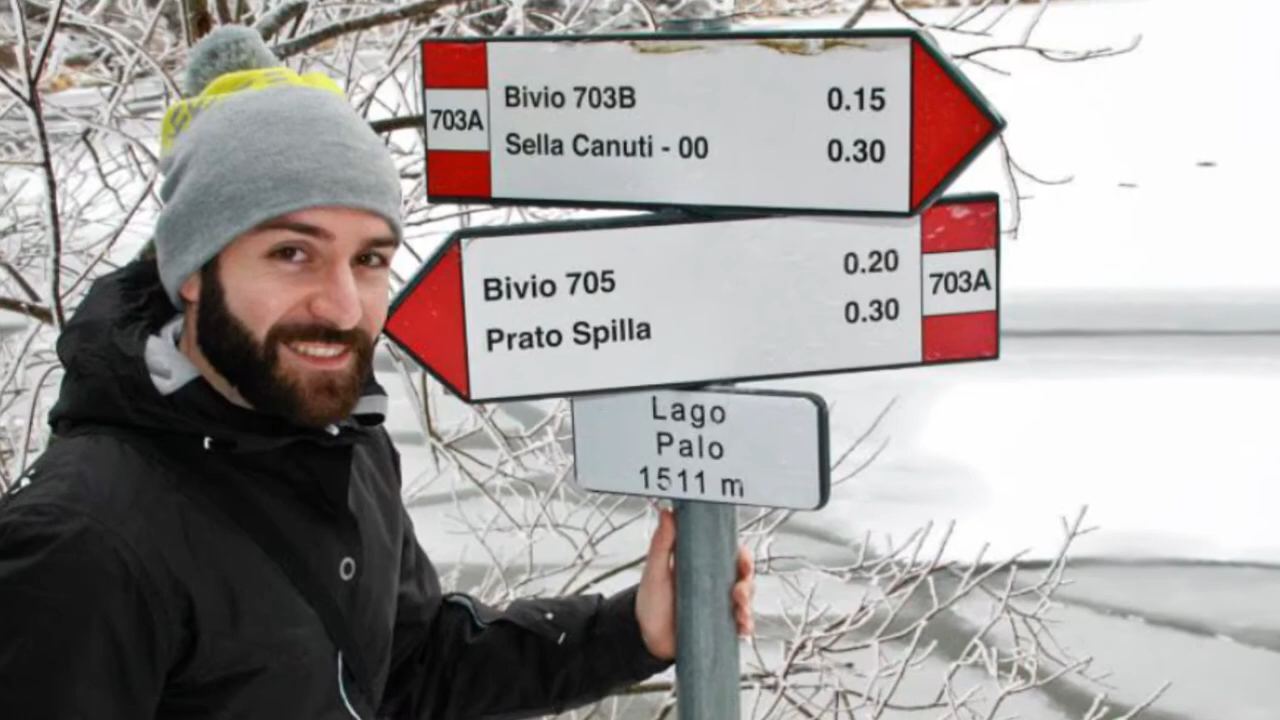 703A
Bivio 703B 0.15
Sella Canuti - 00 0.30
Bivio 705 0.20
Prato Spilla 0.30
703A
Lago
Palo
1511 m